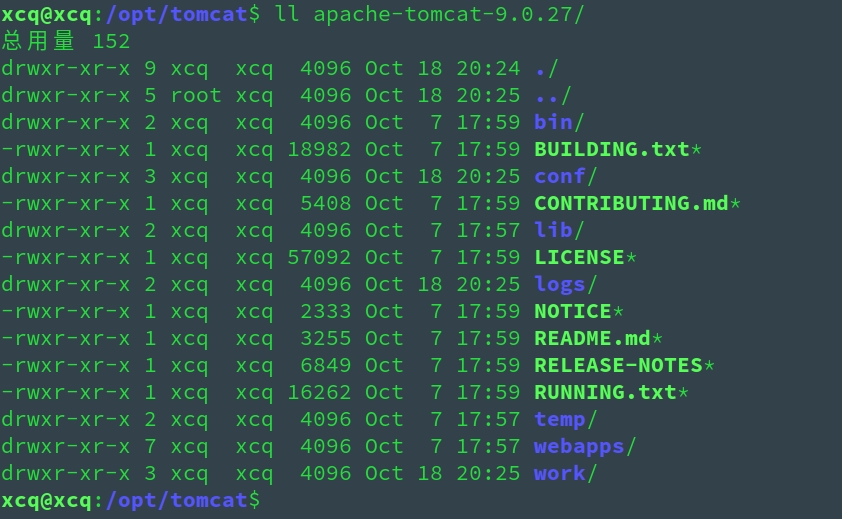 xcq@xcq:/opt/tomcat$ ll apache-tomcat-9.0.27/
总用量 152
drwxr-xr-x 9 xcq  xcq   4096 Oct 18 20:24 ./
drwxr-xr-x 5 root xcq   4096 Oct 18 20:25 ../
drwxr-xr-x 2 xcq  xcq   4096 Oct  7 17:59 bin/
-rwxr-xr-x 1 xcq  xcq  18982 Oct  7 17:59 BUILDING.txt*
drwxr-xr-x 3 xcq  xcq   4096 Oct 18 20:25 conf/
-rwxr-xr-x 1 xcq  xcq   5408 Oct  7 17:59 CONTRIBUTING.md*
drwxr-xr-x 2 xcq  xcq   4096 Oct  7 17:57 lib/
-rwxr-xr-x 1 xcq  xcq  57092 Oct  7 17:59 LICENSE*
drwxr-xr-x 2 xcq  xcq   4096 Oct 18 20:25 logs/
-rwxr-xr-x 1 xcq  xcq   2333 Oct  7 17:59 NOTICE*
-rwxr-xr-x 1 xcq  xcq   3255 Oct  7 17:59 README.md*
-rwxr-xr-x 1 xcq  xcq   6849 Oct  7 17:59 RELEASE-NOTES*
-rwxr-xr-x 1 xcq  xcq  16262 Oct  7 17:59 RUNNING.txt*
drwxr-xr-x 2 xcq  xcq   4096 Oct  7 17:57 temp/
drwxr-xr-x 7 xcq  xcq   4096 Oct  7 17:57 webapps/
drwxr-xr-x 3 xcq  xcq   4096 Oct 18 20:25 work/
xcq@xcq:/opt/tomcat$